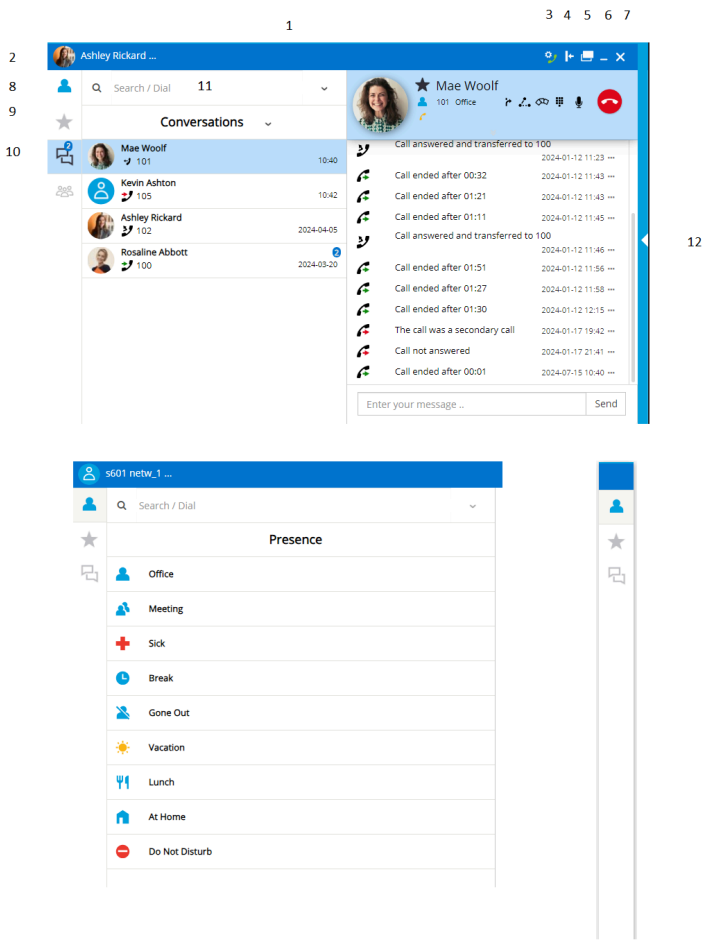 1
3 4 5 6 7
2
Ashley Rickard ...
8
Search / Dial
11
9
Conversations
10
2
Mae Woolf
101
10:40
Kevin Ashton
105
10:42
Ashley Rickard
102
2024-04-05
Rosaline Abbott
2
100
2024-03-20
Mae Woolf
101 Office
Call answered and transferred to 100
2024-01-12 11:23 ...
Call ended after 00:32
2024-01-12 11:43 ...
Call ended after 01:21
2024-01-12 11:43 ...
Call ended after 01:11
2024-01-12 11:45 ...
Call answered and transferred to 100
2024-01-12 11:46 ...
Call ended after 01:51
2024-01-12 11:56 ...
Call ended after 01:27
2024-01-12 11:58 ...
Call ended after 01:30
2024-01-12 12:15 ...
The call was a secondary call
2024-01-17 19:42 ...
Call not answered
2024-01-17 21:41 ...
Call ended after 00:01
2024-07-15 10:40 ...
Enter your message ..
Send
12
s601 netw_1 ...
Search / Dial
Presence
Office
Meeting
Sick
Break
Gone Out
Vacation
Lunch
At Home
Do Not Disturb